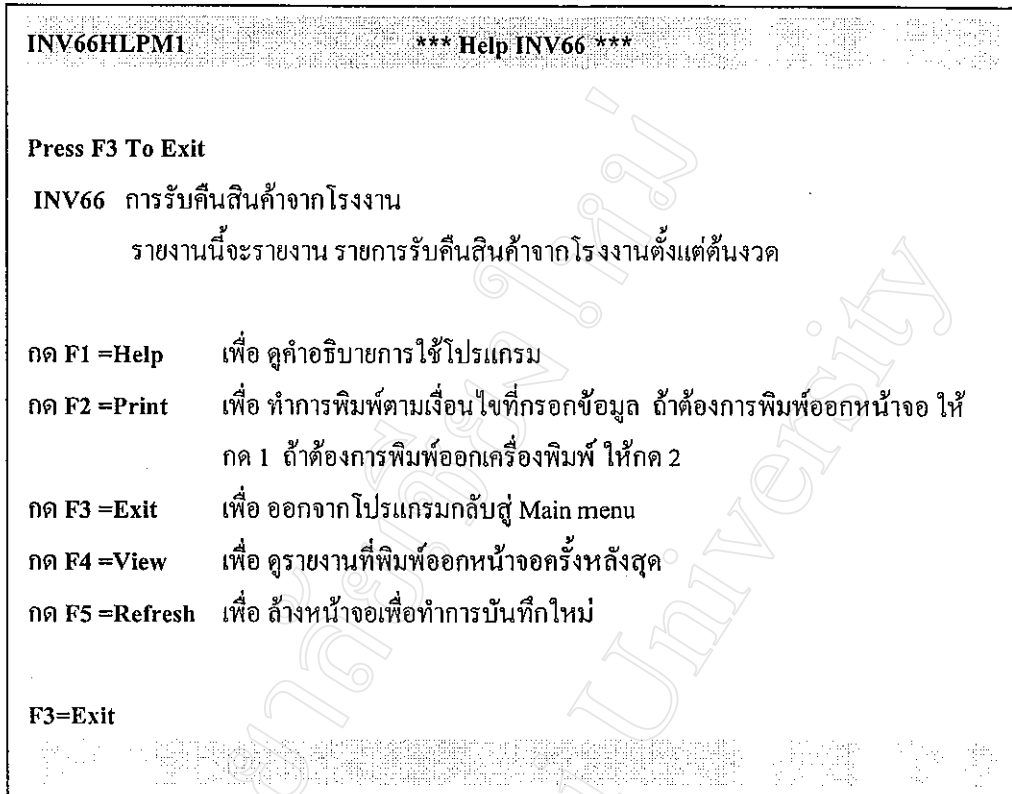 INV66HLPM1 *** Help INV66 ***
Press F3 To Exit
INV66 การรับคืนสินค้าจากโรงงาน
รายงานนี้จะรายงาน รายการรับคืนสินค้าจากโรงงานตั้งแต่ต้นงวด
กด F1 =Help เพื่อ ดูคำอธิบายการใช้โปรแกรม
กด F2 =Print เพื่อ ทำการพิมพ์ตามเงื่อนไขที่กรอกข้อมูล ถ้าต้องการพิมพ์ออกหน้าจอ ให้
กด 1 ถ้าต้องการพิมพ์ออกเครื่องพิมพ์ ให้กด 2
กด F3 =Exit เพื่อ ออกจากโปรแกรมกลับสู่ Main menu
กด F4 =View เพื่อ ดูรายงานที่พิมพ์ออกหน้าจอครั้งหลังสุด
กด F5 =Refresh เพื่อ ล้างหน้าจอเพื่อทำการบันทึกใหม่
F3=Exit
University